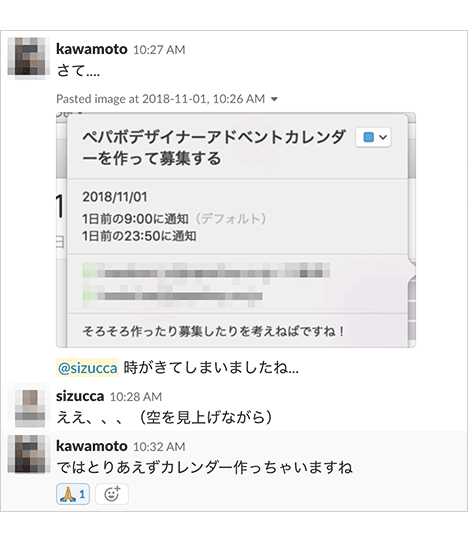 kawamoto 10:27 AM
さて....
Pasted image at 2018-11-01, 10:26 AM
ペパボデザイナーアドベントカレンダ
ーを作って募集する
2018/11/01
1日前の9:00に通知（デフォルト）
1日前の23:50に通知
そろそろ作ったり募集したりを考えねばですね！
@sizucca 時がきてしまいましたね...
sizucca 10:28 AM
ええ、、、（空を見上げながら）
kawamoto 10:32 AM
ではとりあえずカレンダー作っちゃいますね
1